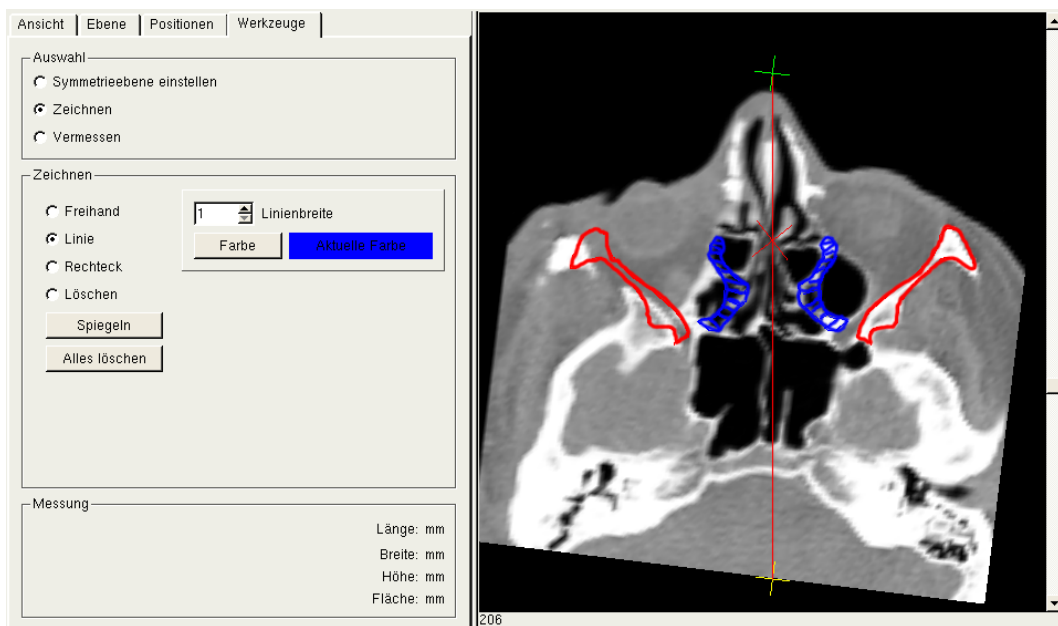 Ansicht Ebene Positionen Werkzeuge
Auswahl
Symmetrieebene einstellen
Zeichnen
Vermessen
Zeichnen
Freihand
Linie
Rechteck
Löschen
1 Linienbreite
Farbe Aktuelle Farbe
Spiegeln
Alles löschen
Messung
Länge: mm
Breite: mm
Höhe: mm
Fläche: mm
206